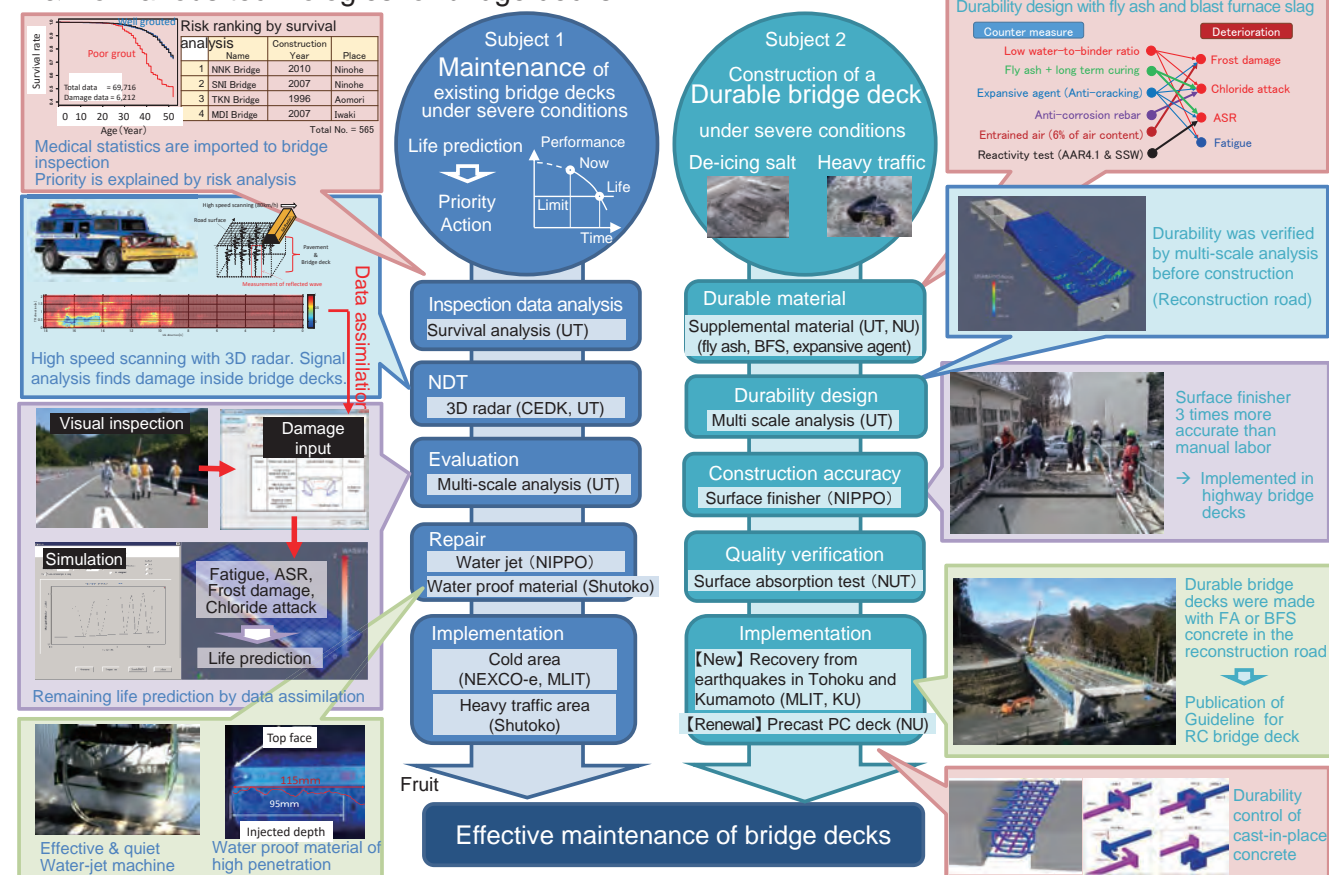 Well grouted
Poor grout
Survival rate
Total data = 69,716
Damage data = 6,212
0 10 20 30 40 50
Age (Year)
Risk ranking by survival
analysis
Name
Construction
Year
Place
1 NNK Bridge 2010 Ninohe
2 SNI Bridge 2007 Ninohe
3 TKN Bridge 1996 Aomori
4 MDI Bridge 2007 Iwaki
Total No. = 565
Medical statistics are imported to bridge
inspection
Priority is explained by risk analysis
High speed scanning (80km/h)
Road surface
Pavement
&
Bridge deck
Measurement of reflected wave
High speed scanning with 3D radar. Signal
analysis finds damage inside bridge decks.
Data assimilation
Visual inspection
Damage
input
Simulation
Fatigue, ASR,
Frost damage,
Chloride attack
Life prediction
Remaining life prediction by data assimilation
Effective & quiet
Water-jet machine
Top face
115mm
95mm
Injected depth
Water proof material of
high penetration
Subject 1
Maintenance of
existing bridge decks
under severe conditions
Life prediction
Priority
Action
Performance
Now
Life
Limit
Time
Inspection data analysis
Survival analysis (UT)
NDT
3D radar (CEDK, UT)
Evaluation
Multi-scale analysis (UT)
Repair
Water jet (NIPPO)
Water proof material (Shutoko)
Implementation
Cold area
(NEXCO-e, MLIT)
Heavy traffic area
(Shutoko)
Fruit
Effective maintenance of bridge decks
Subject 2
Construction of a
Durable bridge deck
under severe conditions
De-icing salt Heavy traffic
Durable material
Supplemental material (UT, NU)
(fly ash, BFS, expansive agent)
Durability design
Multi scale analysis (UT)
Construction accuracy
Surface finisher (NIPPO)
Quality verification
Surface absorption test (NUT)
Implementation
【New】 Recovery from
earthquakes in Tohoku and
Kumamoto (MLIT, KU)
【Renewal】 Precast PC deck (NU)
Durability design with fly ash and blast furnace slag
Counter measure
Deterioration
Low water-to-binder ratio
Fly ash + long term curing
Expansive agent (Anti-cracking)
Anti-corrosion rebar
Entrained air (6% of air content)
Reactivity test (AAR4.1 & SSW)
Frost damage
Chloride attack
ASR
Fatigue
Durability was verified
by multi-scale analysis
before construction
(Reconstruction road)
Surface finisher
3 times more
accurate than
manual labor
→ Implemented in
highway bridge
decks
Durable bridge
decks were made
with FA or BFS
concrete in the
reconstruction road
Publication of
Guideline for
RC bridge deck
Durability
control of
cast-in-place
concrete